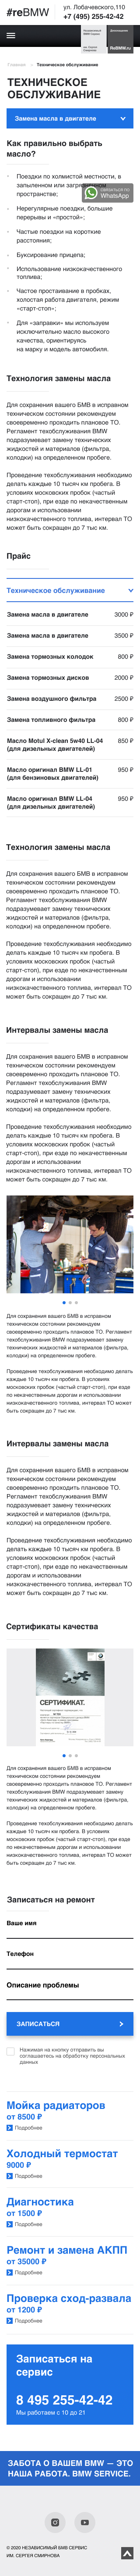 #reBMW
ул. Лобачевского,110
+7 (495) 255-42-42
ReBMW.ru
Главная
Техническое обслуживание
ТЕХНИЧЕСКОЕ
ОБСЛУЖИВАНИЕ
Замена масла в двигателе
Как правильно выбрать
масло?
Поездки по холмистой местности, в
запыленном или
пространстве;
СВЯЗАТЬСЯ ПО
WhatsApp
Нерегулярные поездки, большие
перерывы и «простой»;
Частые поездки на короткие
расстояния;
Буксирование прицепа;
Использование низкокачественного
топлива;
Частое простаивание в пробках,
холостая работа двигателя, режим
«старт-стоп»;
Для «заправки» мы используем
исключительно масло высокого
качества, ориентируясь
на марку и модель автомобиля.
Технология замены масла
Для сохранения вашего БМВ в исправном
техническом состоянии рекомендуем
своевременно проходить плановое ТО.
Регламент техобслуживания BMW
подразумевает замену технических
жидкостей и материалов (фильтра,
колодки) на определенном пробеге.
Проведение техобслуживания необходимо
делать каждые 10 тысяч км пробега. В
условиях московских пробок (частый
старт-стоп), при езде по некачественным
дорогам и использовании
низкокачественного топлива, интервал ТО
может быть сокращен до 7 тыс км.
Прайс
Техническое обслуживание
Замена масла в двигателе 3000 ₽
Замена масла в двигателе 3500 ₽
Замена тормозных колодок 800 ₽
Замена тормозных дисков 2000 ₽
Замена воздушного фильтра 2500 ₽
Замена топливного фильтра 800 ₽
Масло Motul X-clean 5w40 LL-04 850 ₽
(для дизельных двигателей)
Масло оригинал BMW LL-01 950 ₽
(для бензиновых двигателей)
Масло оригинал BMW LL-04 950 ₽
(для дизельных двигателей)
Технология замены масла
Для сохранения вашего БМВ в исправном
техническом состоянии рекомендуем
своевременно проходить плановое ТО.
Регламент техобслуживания BMW
подразумевает замену технических
жидкостей и материалов (фильтра,
колодки) на определенном пробеге.
Проведение техобслуживания необходимо
делать каждые 10 тысяч км пробега. В
условиях московских пробок (частый
старт-стоп), при езде по некачественным
дорогам и использовании
низкокачественного топлива, интервал ТО
может быть сокращен до 7 тыс км.
Интервалы замены масла
Для сохранения вашего БМВ в исправном
техническом состоянии рекомендуем
своевременно проходить плановое ТО.
Регламент техобслуживания BMW
подразумевает замену технических
жидкостей и материалов (фильтра,
колодки) на определенном пробеге.
Проведение техобслуживания необходимо
делать каждые 10 тысяч км пробега. В
условиях московских пробок (частый
старт-стоп), при езде по некачественным
дорогам и использовании
низкокачественного топлива, интервал ТО
может быть сокращен до 7 тыс км.
Для сохранения вашего БМВ в исправном
техническом состоянии рекомендуем
своевременно проходить плановое ТО. Регламент
техобслуживания BMW подразумевает замену
технических жидкостей и материалов (фильтра,
колодки) на определенном пробеге.
Проведение техобслуживания необходимо делать
каждые 10 тысяч км пробега. В условиях
московских пробок (частый старт-стоп), при езде
по некачественным дорогам и использовании
низкокачественного топлива, интервал ТО может
быть сокращен до 7 тыс км.
Интервалы замены масла
Для сохранения вашего БМВ в исправном
техническом состоянии рекомендуем
своевременно проходить плановое ТО.
Регламент техобслуживания BMW
подразумевает замену технических
жидкостей и материалов (фильтра,
колодки) на определенном пробеге.
Проведение техобслуживания необходимо
делать каждые 10 тысяч км пробега. В
условиях московских пробок (частый
старт-стоп), при езде по некачественным
дорогам и использовании
низкокачественного топлива, интервал ТО
может быть сокращен до 7 тыс км.
Сертификаты качества
СЕРТИФИКАТ.
Для сохранения вашего БМВ в исправном
техническом состоянии рекомендуем
своевременно проходить плановое ТО. Регламент
техобслуживания BMW подразумевает замену
технических жидкостей и материалов (фильтра,
колодки) на определенном пробеге.
Проведение техобслуживания необходимо делать
каждые 10 тысяч км пробега. В условиях
московских пробок (частый старт-стоп), при езде
по некачественным дорогам и использовании
низкокачественного топлива, интервал ТО может
быть сокращен до 7 тыс км.
Записаться на ремонт
Ваше имя
Телефон
Описание проблемы
ЗАПИСАТЬСЯ
Нажимая на кнопку отправить вы
соглашаетесь на обработку персональных
данных
Мойка радиаторов
от 8500 ₽
Подробнее
Холодный термостат
9000 ₽
Подробнее
Диагностика
от 1500 ₽
Подробнее
Ремонт и замена АКПП
от 35000 ₽
Подробнее
Проверка сход-развала
от 1200 ₽
Подробнее
Записаться на
сервис
8 495 255-42-42
Мы работаем с 10 до 21
ЗАБОТА О ВАШЕМ BMW — ЭТО
НАША РАБОТА. BMW SERVICE.
© 2020 НЕЗАВИСИМЫЙ БМВ СЕРВИС
ИМ. СЕРГЕЯ СМИРНОВА